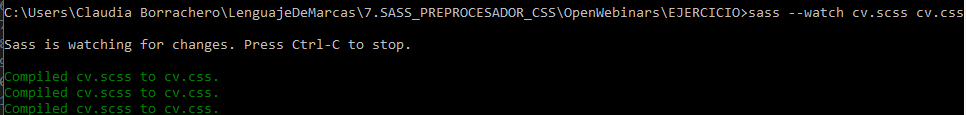 C:\Users\Claudia Borrachero\LenguajeDeMarcas\7.SASS_PREPROCESADOR_CSS\OpenWebinars\EJERCICIO>sass --watch cv.scss cv.css
Sass is watching for changes. Press Ctrl-C to stop.
Compiled cv.scss to cv.css.
Compiled cv.scss to cv.css.
Compiled cv.scss to cv.css.